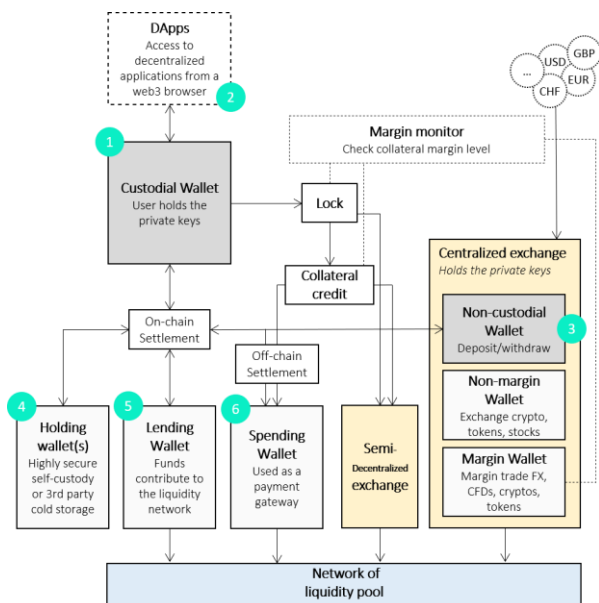 DApps
Access to
decentralized
applications from a
web3 browser
2
GBP
USD
...
EUR
CHF
1
Custodial Wallet
User holds the
private keys
Margin monitor
Check collateral margin level
Lock
Collateral
credit
Centralized exchange
Holds the private keys
Non-custodial
Wallet
Deposit/withdraw
3
On-chain
Settlement
Off-chain
Settlement
Non-margin
Wallet
Exchange crypto,
tokens, stocks
4
Holding
wallet(s)
Highly secure
self-custody
or 3rd party
cold storage
5
Lending
Wallet
Funds
contribute to
the liquidity
network
6
Spending
Wallet
Used as a
payment
gateway
Semi-
Decentralized
exchange
Margin Wallet
Margin trade FX,
CFDs, cryptos,
tokens
Network of
liquidity pool